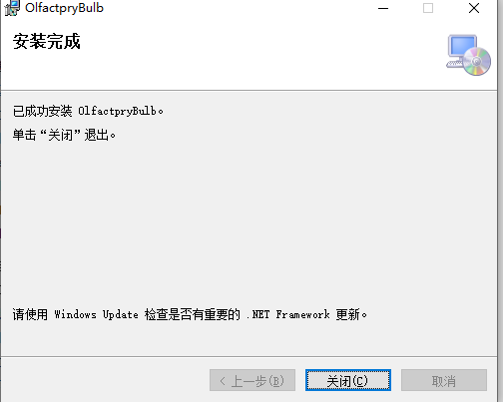 OlfactpryBulb
安装完成
已成功安装 OlfactpryBulb。
单击“关闭”退出。
请使用 Windows Update 检查是否有重要的 .NET Framework 更新。
< 上一步(B) 关闭(C) 取消